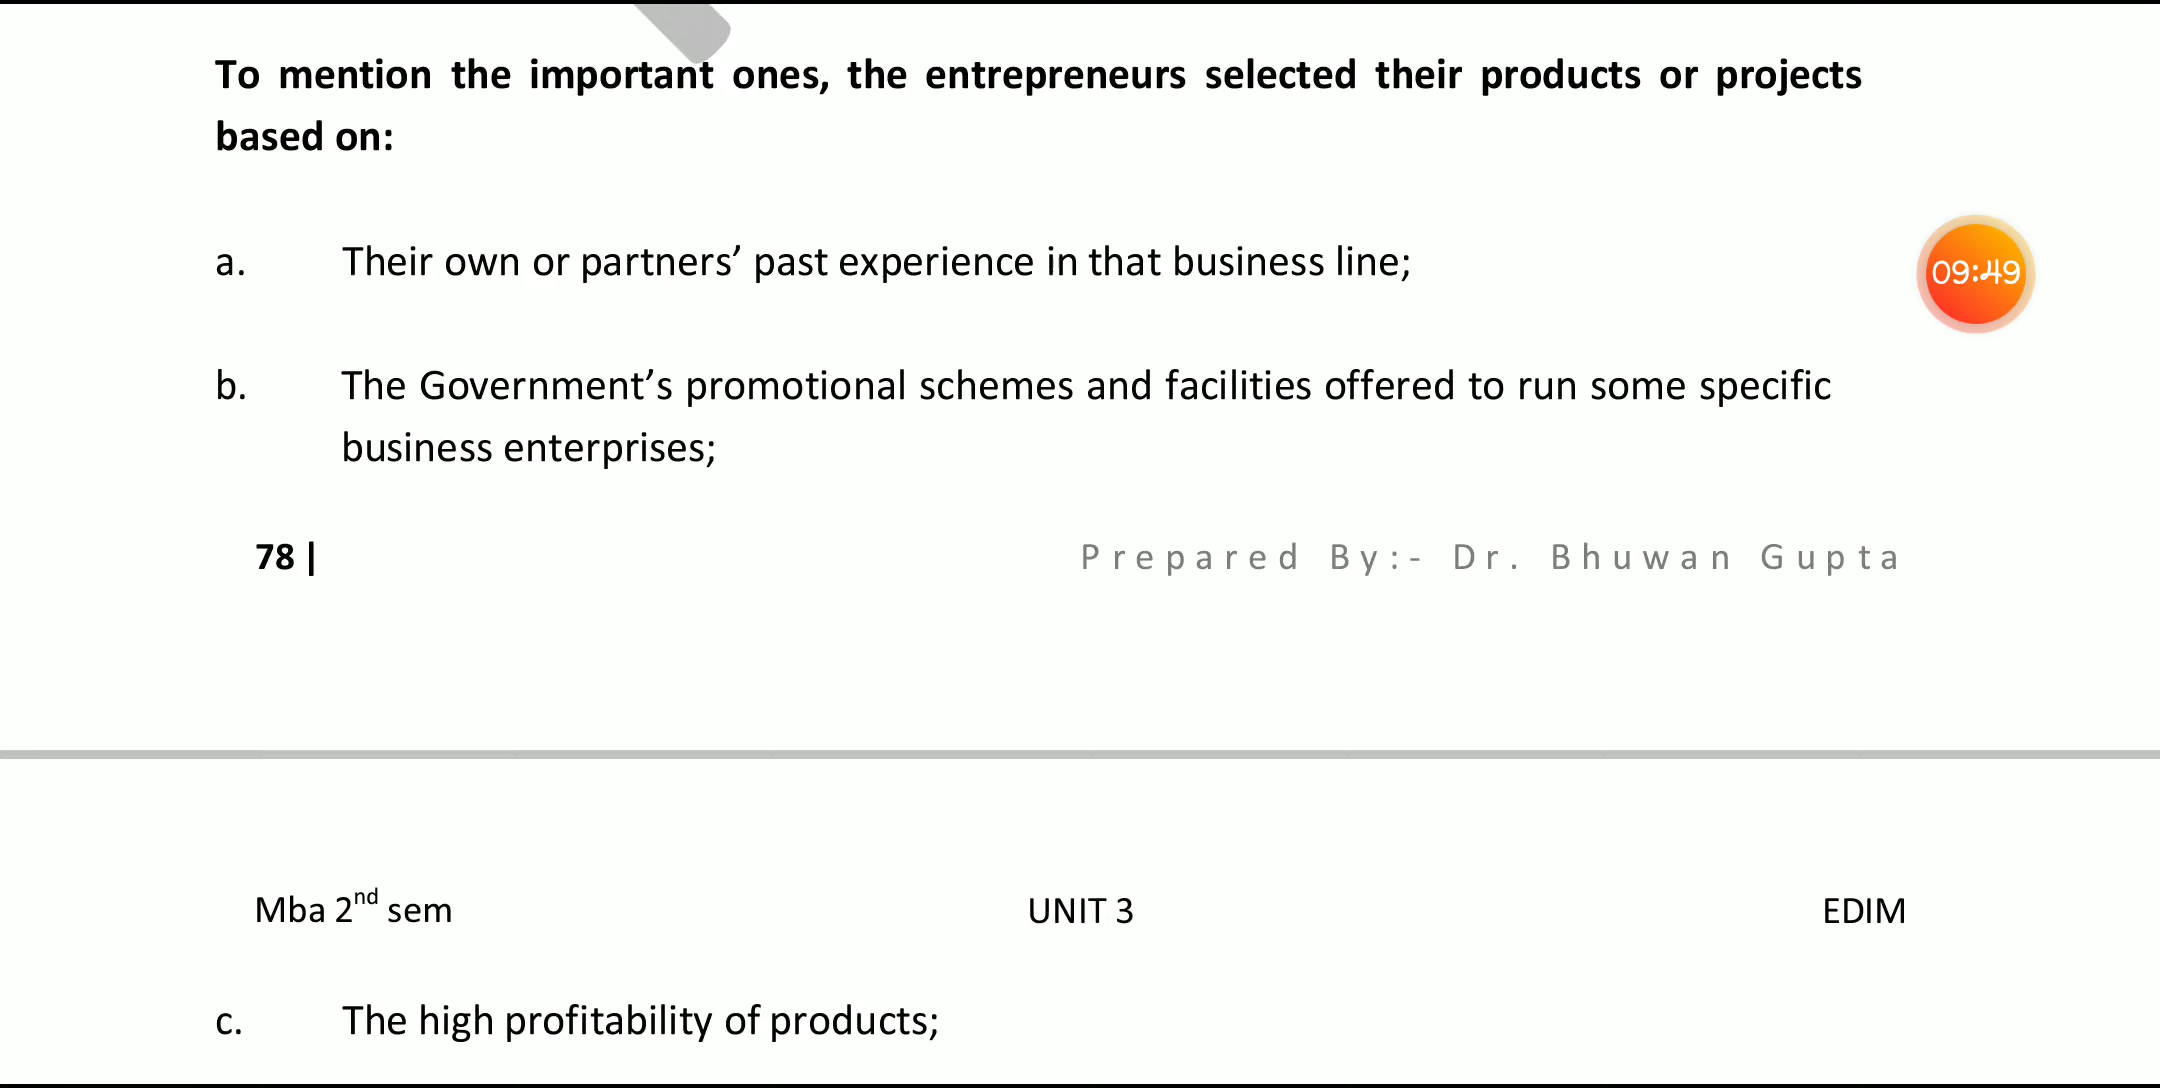 To mention the important ones, the entrepreneurs selected their products or projects
based on:
a. Their own or partners’ past experience in that business line;
09:49
b. The Government’s promotional schemes and facilities offered to run some specific
business enterprises;
78 | Prepared By:- Dr. Bhuwan Gupta
Mba 2nd sem UNIT 3 EDIM
c. The high profitability of products;